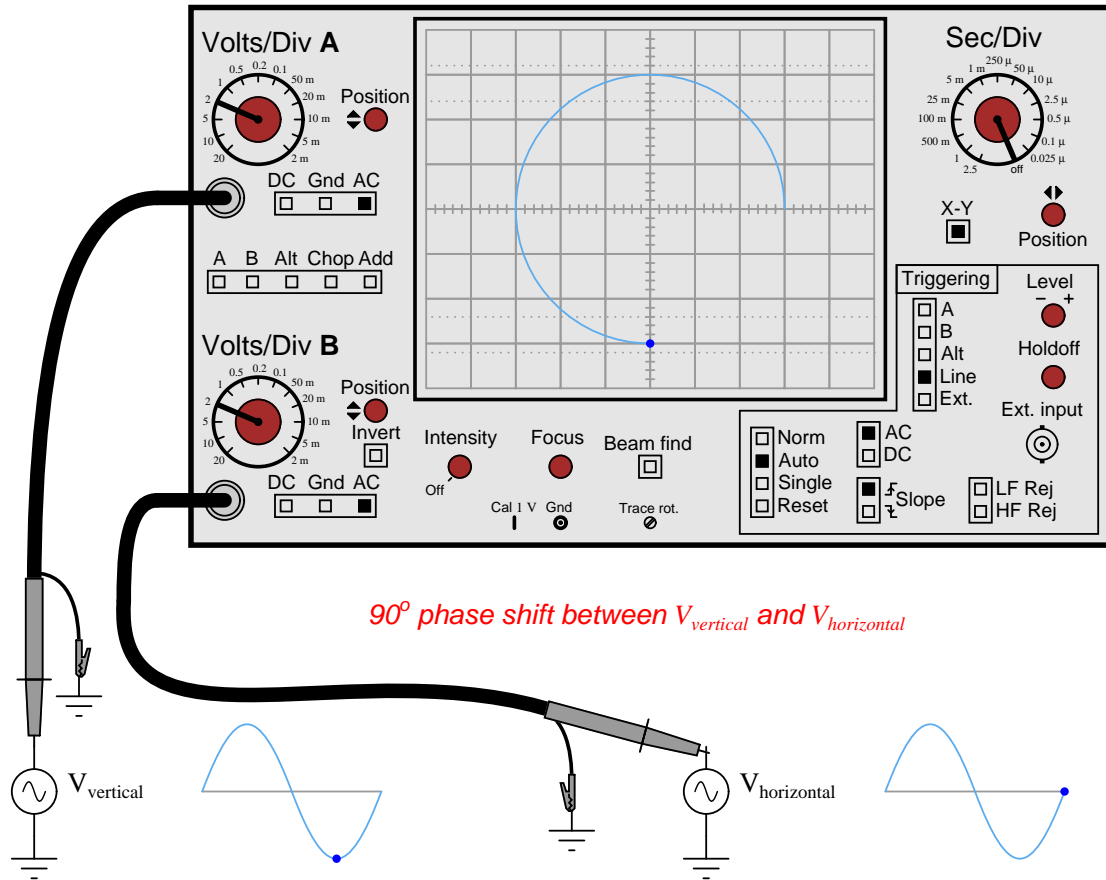 Volts/Div A
20 10 5 2 1 0.5 0.2 0.1 50 m 20 m 10 m 5 m 2 m
Position
DC Gnd AC
A B Alt Chop Add
Volts/Div B
20 10 5 2 1 0.5 0.2 0.1 50 m 20 m 10 m 5 m 2 m
Position
Invert
DC Gnd AC
Intensity
Off
Focus
Beam find
Cal 1 V Gnd
Trace rot.
Sec/Div
2.5 1 500 m 100 m 25 m 5 m 1 m 250 µ 50 µ 10 µ 2.5 µ 0.5 µ 0.1 µ 0.025 µ off
X-Y
Position
Triggering
A
B
Alt
Line
Ext.
Level
− +
Holdoff
Ext. input
Norm
Auto
Single
Reset
AC
DC
Slope
LF Rej
HF Rej
90° phase shift between Vvertical and Vhorizontal
Vvertical
Vhorizontal